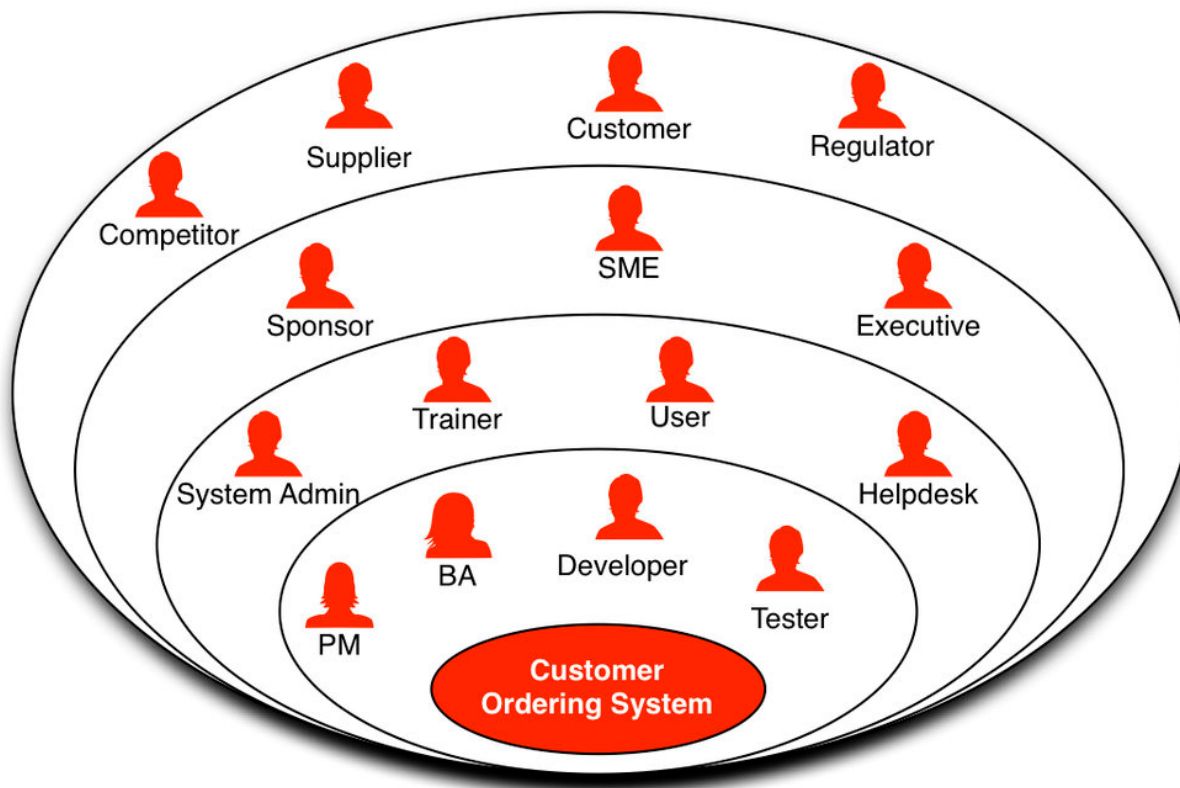 Customer
Supplier
Regulator
Competitor
SME
Sponsor
Executive
Trainer
User
System Admin
Helpdesk
BA
Developer
Tester
PM
Customer
Ordering System